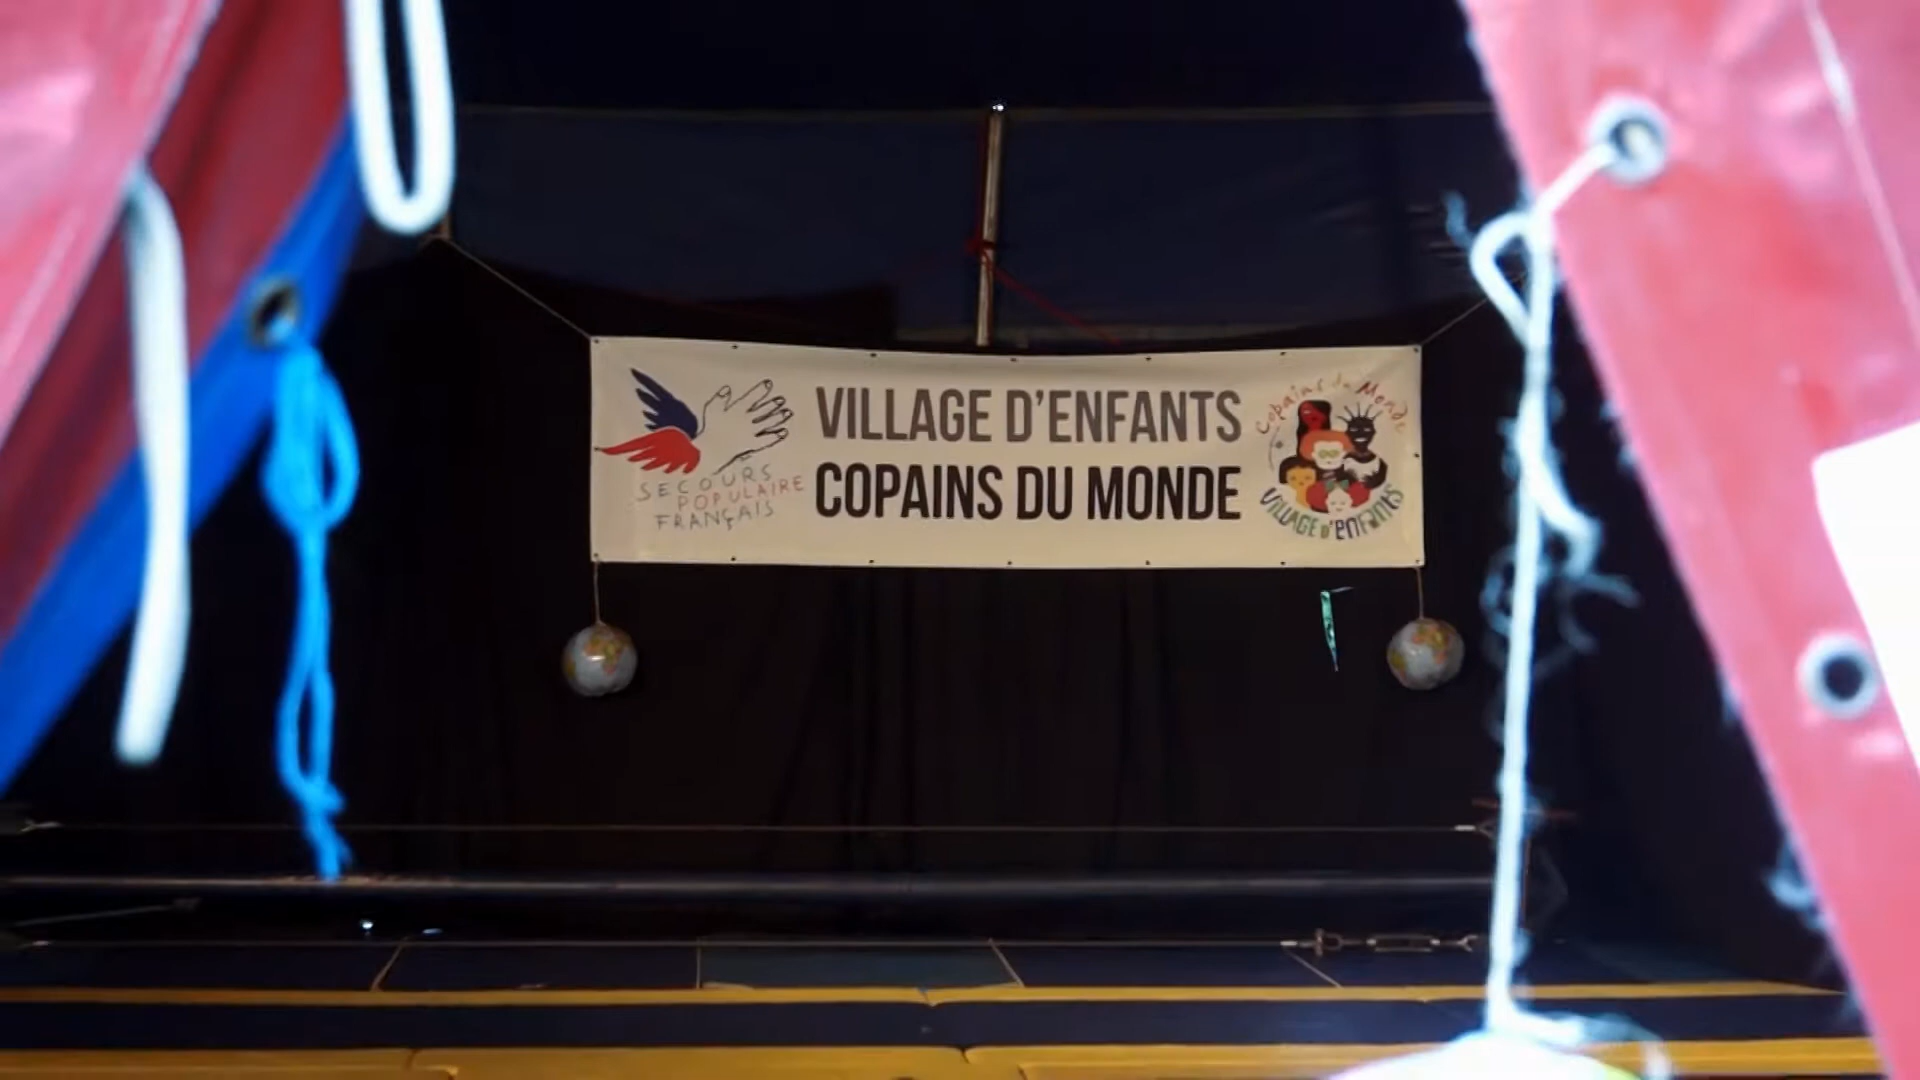 VILLAGE D'ENFANTS
COPAINS DU MONDE
SECOURS
POPULAIRE
FRANÇAIS
Copains du Monde
VILLAGE D'ENFANTS